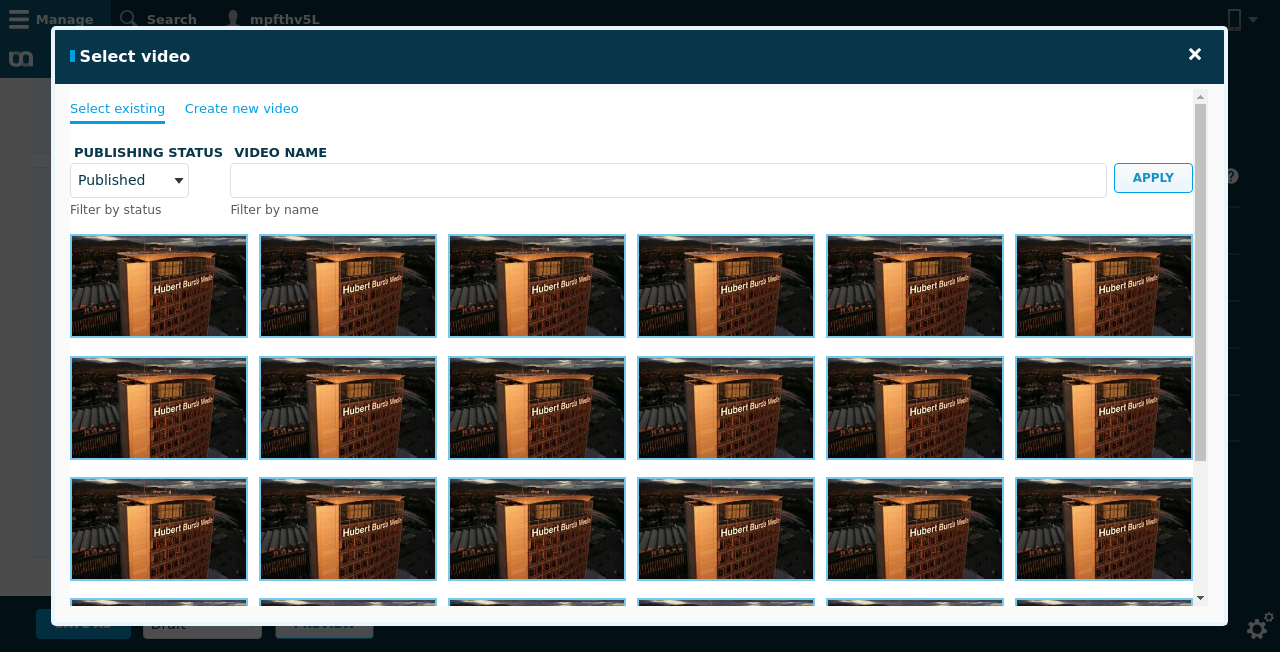 Manage Search mpfthv5L
Select video
Select existing Create new video
PUBLISHING STATUS VIDEO NAME
Published APPLY
Filter by status Filter by name
Hubert Burda Media Hubert Burda Media Hubert Burda Media Hubert Burda Media Hubert Burda Media Hubert Burda Media
Hubert Burda Media Hubert Burda Media Hubert Burda Media Hubert Burda Media Hubert Burda Media Hubert Burda Media
Hubert Burda Media Hubert Burda Media Hubert Burda Media Hubert Burda Media Hubert Burda Media Hubert Burda Media
Draft PREVIEW